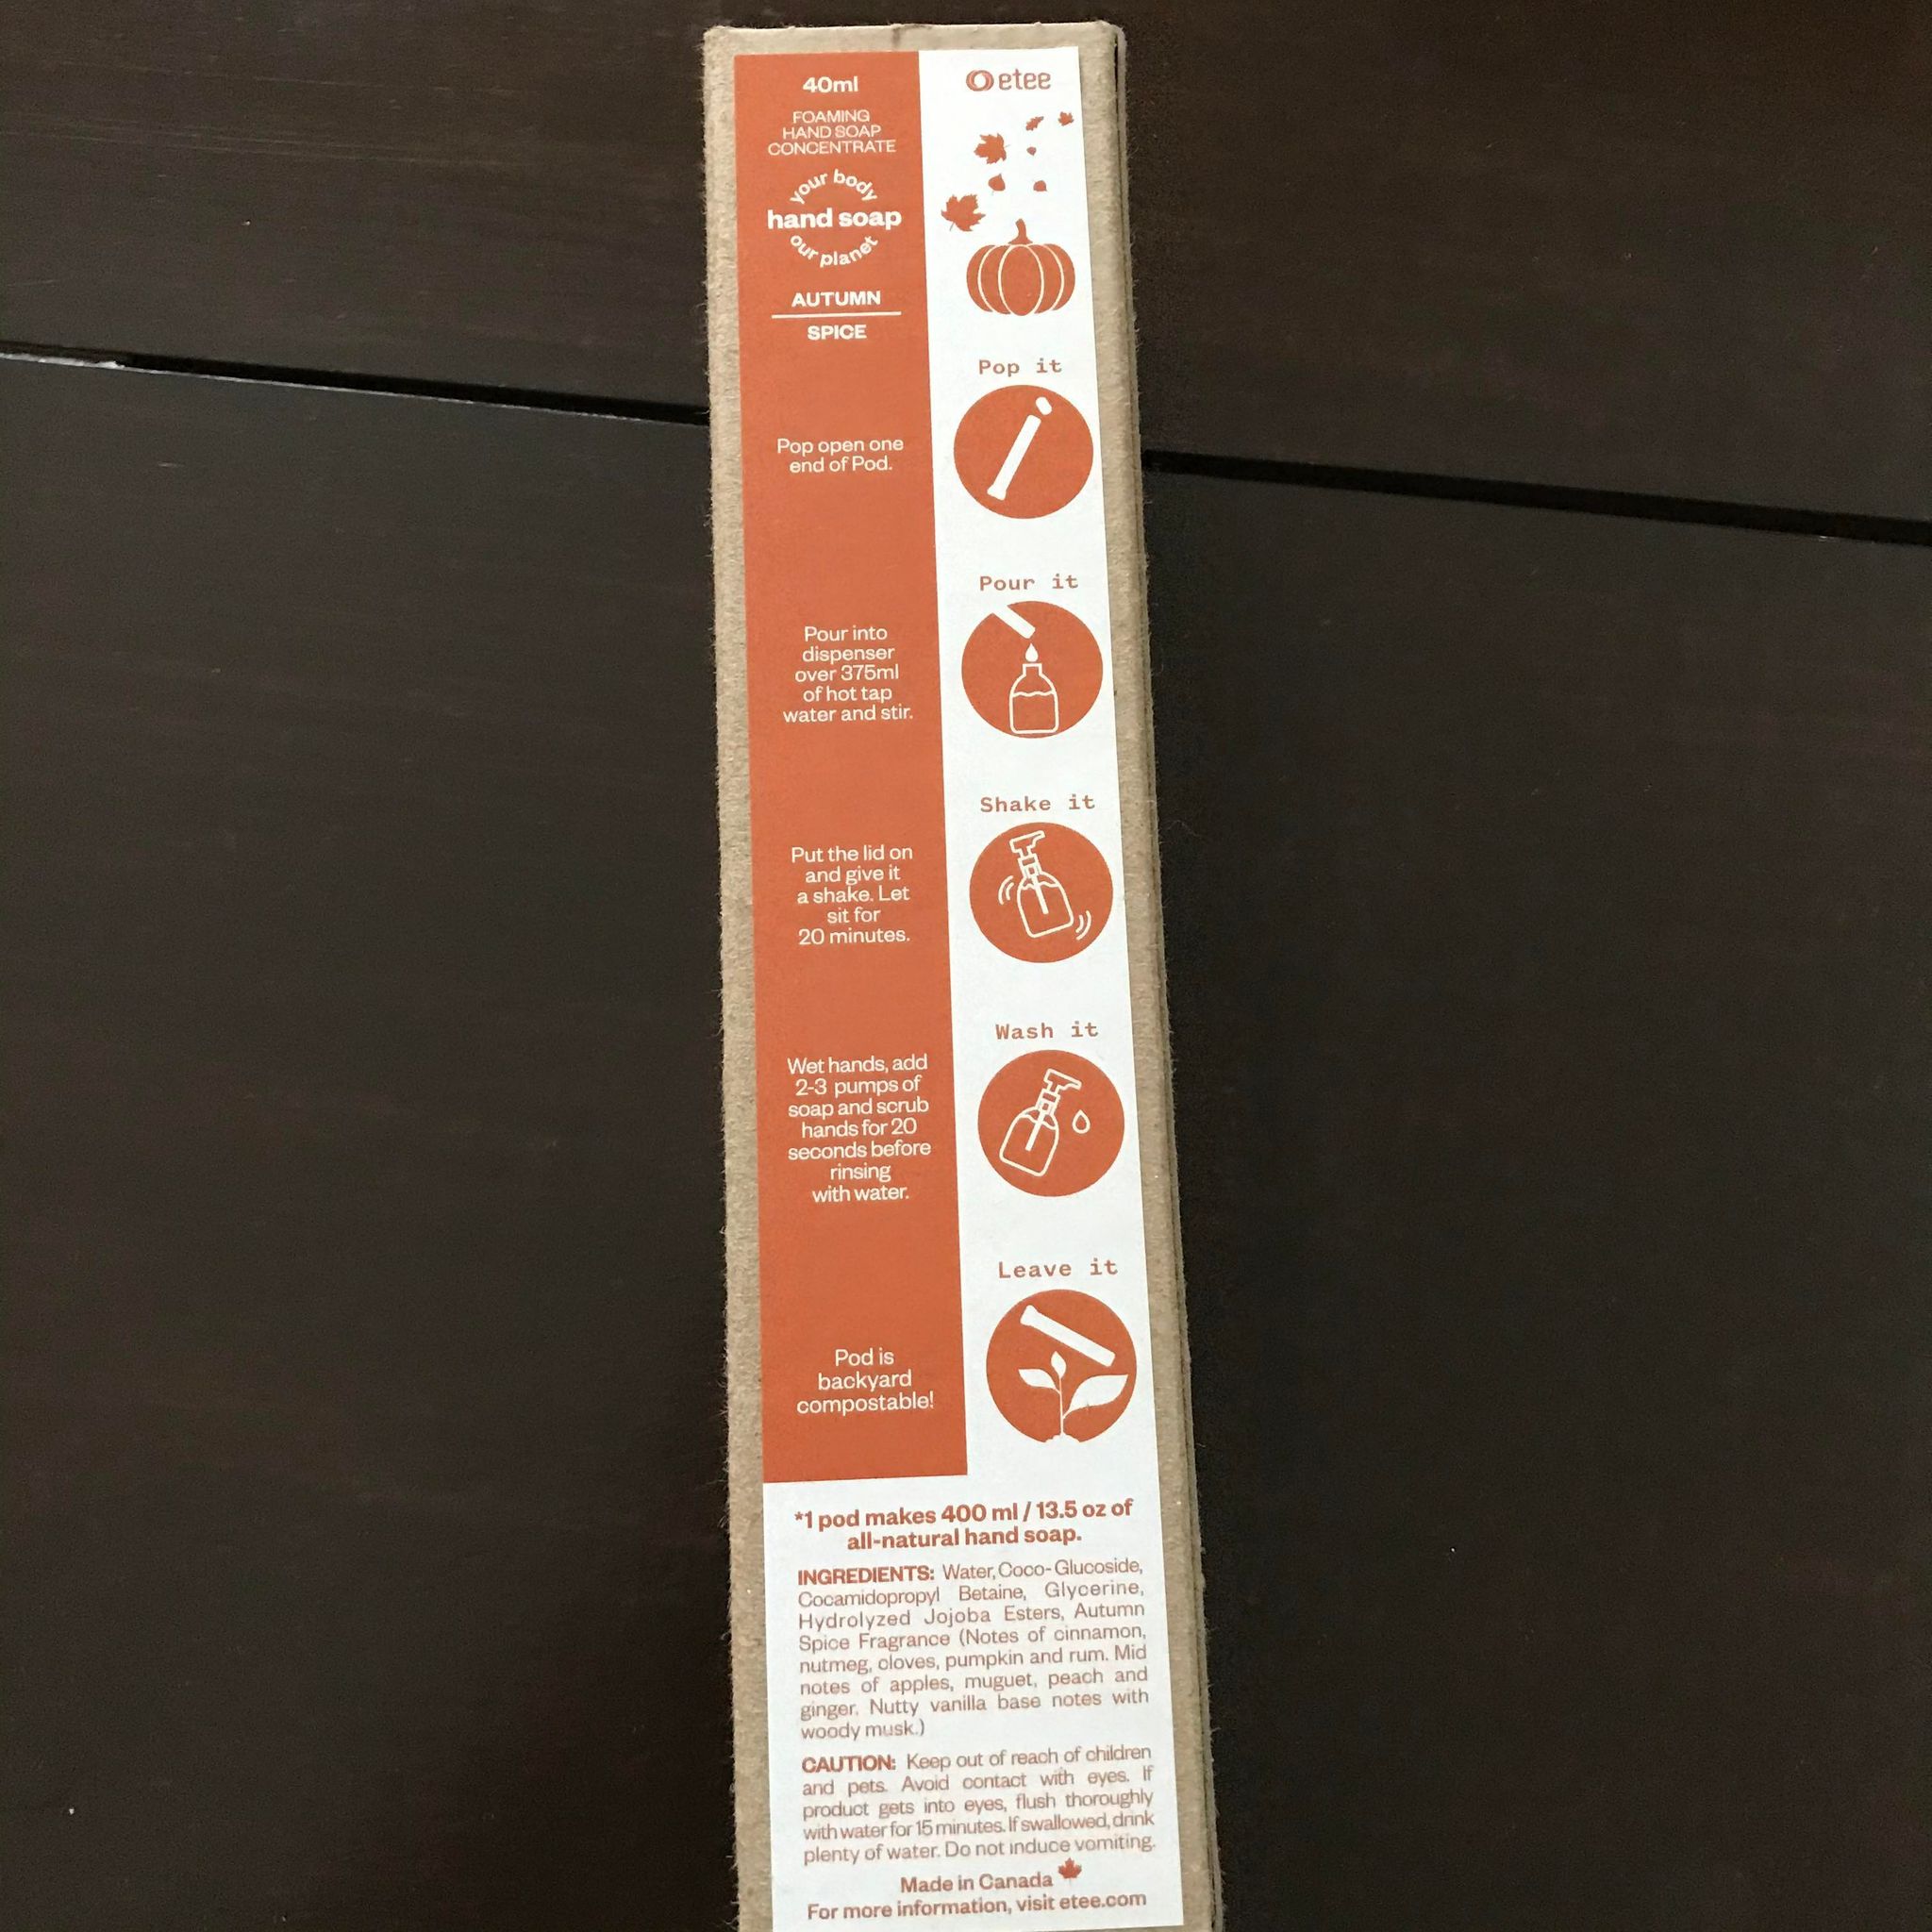 40ml
FOAMING
HAND SOAP
CONCENTRATE
your body
hand soap
our planet
AUTUMN
SPICE
etee
Pop it
Pop open one
end of Pod.
Pour it
Pour into
dispenser
over 375ml
of hot tap
water and stir.
Shake it
Put the lid on
and give it
a shake. Let
sit for
20 minutes.
Wash it
Wet hands, add
2-3 pumps of
soap and scrub
hands for 20
seconds before
rinsing
with water.
Leave it
Pod is
backyard
compostable!
*1 pod makes 400 ml / 13.5 oz of
all-natural hand soap.
INGREDIENTS: Water, Coco-Glucoside,
Cocamidopropyl Betaine, Glycerine,
Hydrolyzed Jojoba Esters, Autumn
Spice Fragrance (Notes of cinnamon,
nutmeg, cloves, pumpkin and rum. Mid
notes of apples, muguet, peach and
ginger. Nutty vanilla base notes with
woody musk.)
CAUTION: Keep out of reach of children
and pets. Avoid contact with eyes. If
product gets into eyes, flush thoroughly
with water for 15 minutes. If swallowed, drink
plenty of water. Do not induce vomiting.
Made in Canada
For more information, visit etee.com